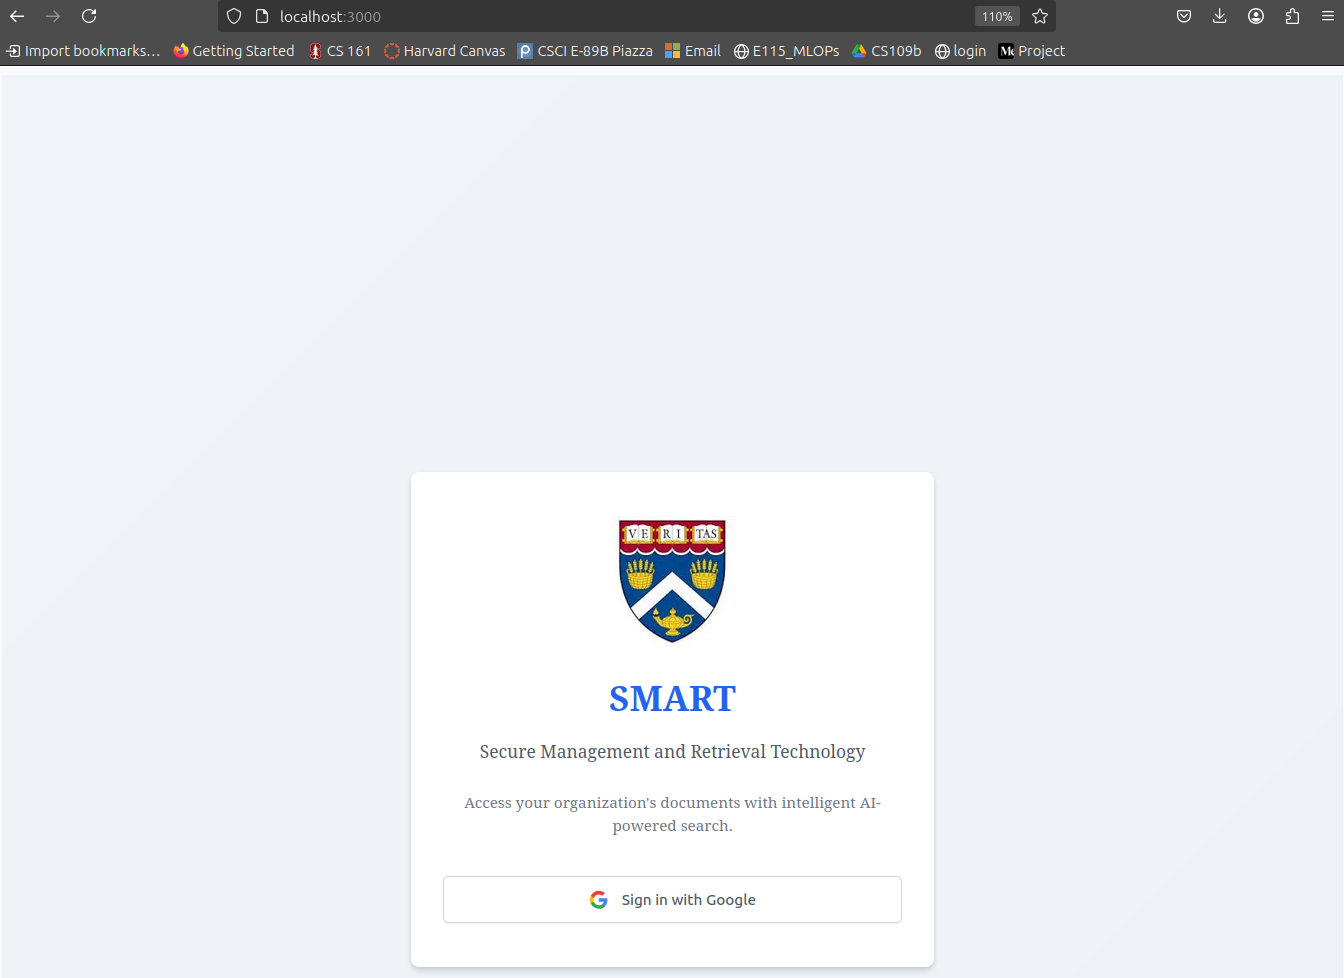 localhost:3000
110%
Import bookmarks…
Getting Started
CS 161
Harvard Canvas
CSCI E-89B Piazza
Email
E115_MLOPs
CS109b
login
Project
VE RI TAS
SMART
Secure Management and Retrieval Technology
Access your organization's documents with intelligent AI-
powered search.
Sign in with Google